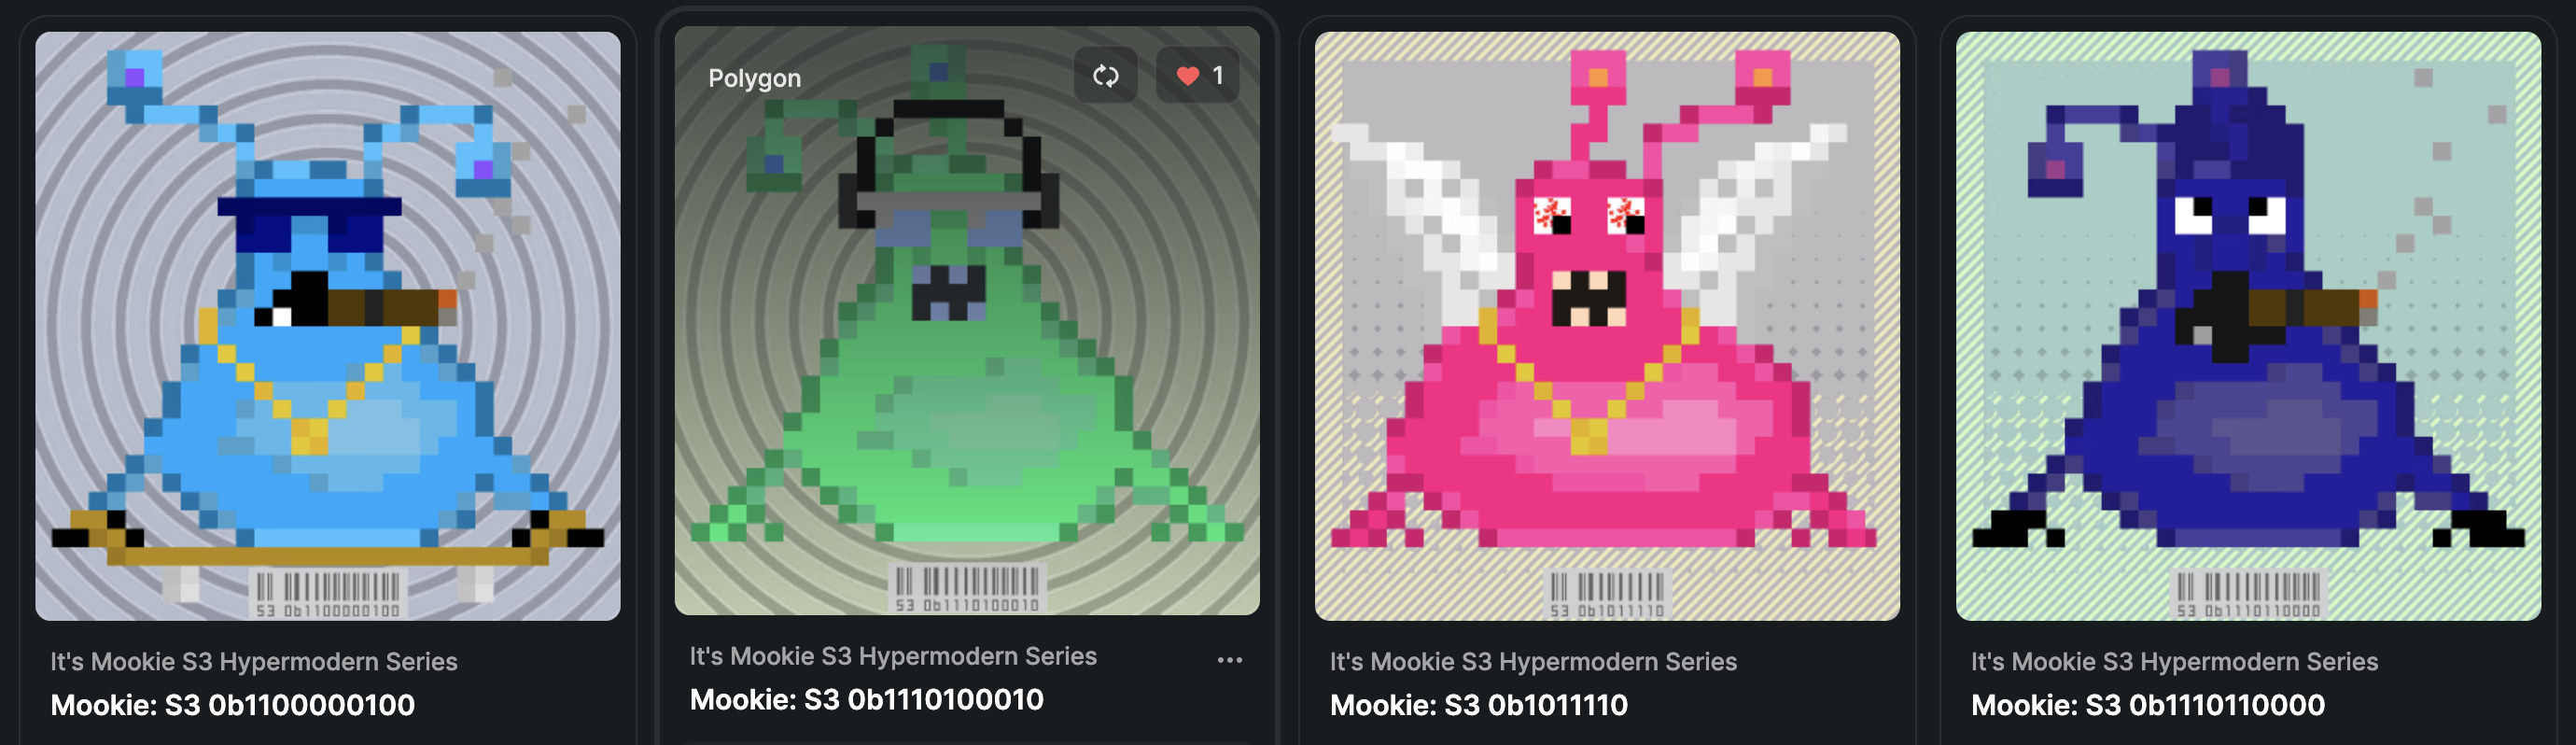 S3 0b1100000100
It's Mookie S3 Hypermodern Series
Mookie: S3 0b1100000100
Polygon
1
S3 0b1110100010
It's Mookie S3 Hypermodern Series
Mookie: S3 0b1110100010
S3 0b1011110
It's Mookie S3 Hypermodern Series
Mookie: S3 0b1011110
S3 0b1110110000
It's Mookie S3 Hypermodern Series
Mookie: S3 0b1110110000